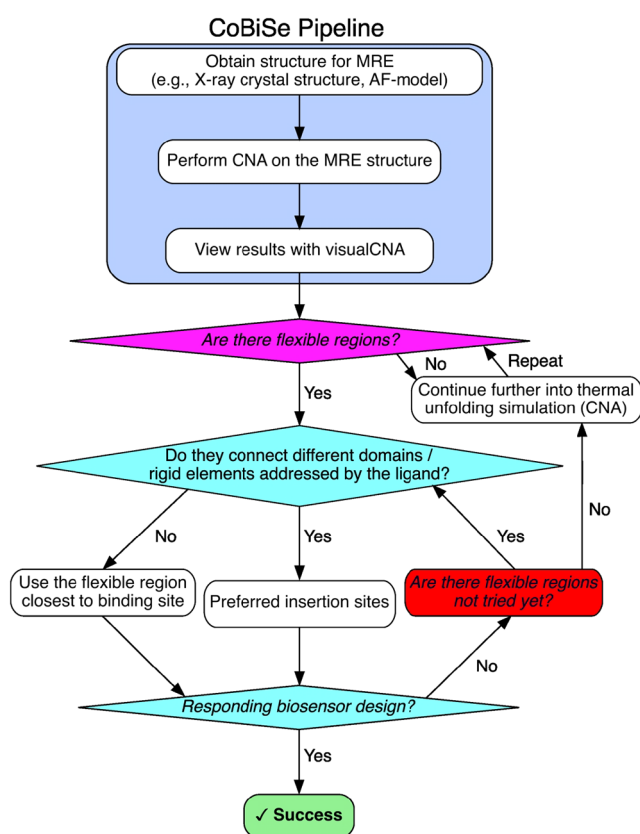 CoBiSe Pipeline
Obtain structure for MRE
(e.g., X-ray crystal structure, AF-model)
Perform CNA on the MRE structure
View results with visualCNA
Are there flexible regions?
No
Repeat
Continue further into thermal
unfolding simulation (CNA)
Yes
Do they connect different domains /
rigid elements addressed by the ligand?
No
Yes
Yes
No
Use the flexible region
closest to binding site
Preferred insertion sites
Are there flexible regions
not tried yet?
No
Responding biosensor design?
Yes
✓ Success